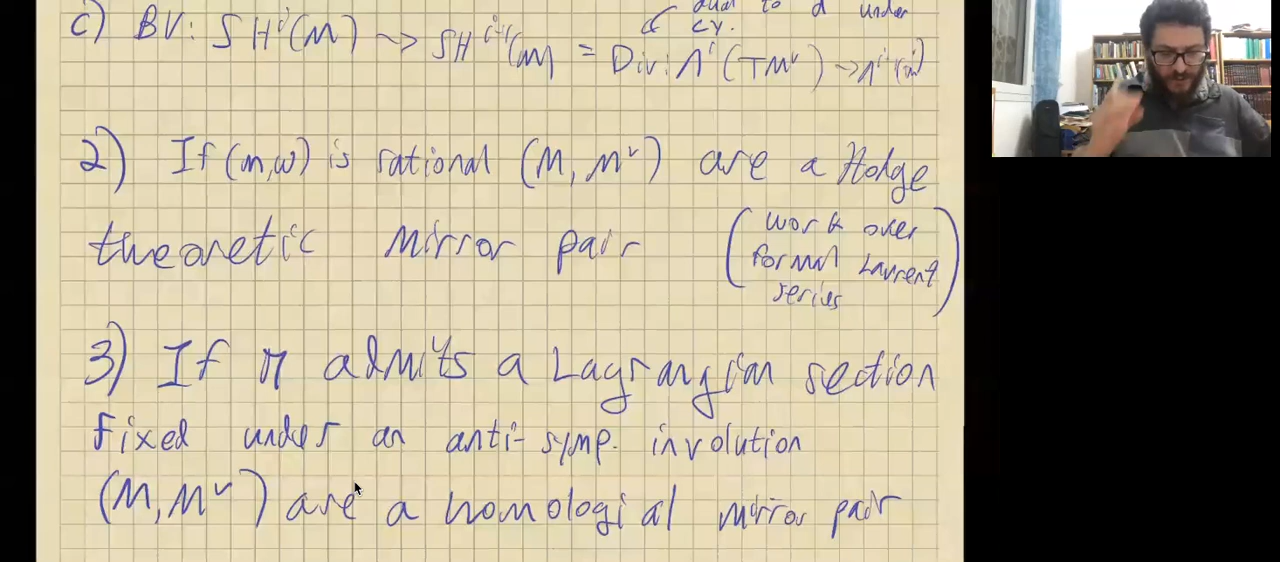 dual to d under
CY.
c) BV: SH^i(M) ⇝ SH^{i-1}(M) = Div: Λ^i(TM^v) → Λ^{i-1}
2) If (M,ω) is rational (M, M^v) are a Hodge
theoretic mirror pair
(work over
formal Laurent
series)
3) If π admits a Lagrangian section
Fixed under an anti-symp. involution
(M, M^v) are a homologial mirror pair